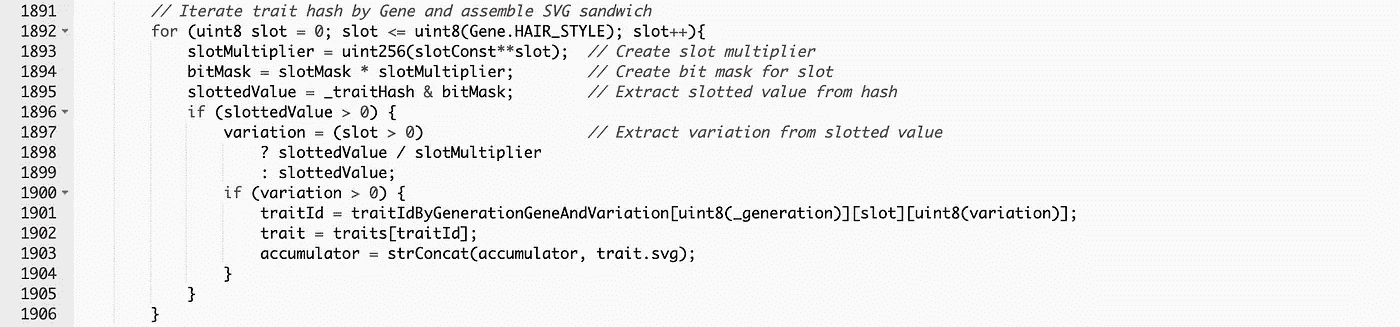 1891 // Iterate trait hash by Gene and assemble SVG sandwich
1892 for (uint8 slot = 0; slot <= uint8(Gene.HAIR_STYLE); slot++){
1893 slotMultiplier = uint256(slotConst**slot); // Create slot multiplier
1894 bitMask = slotMask * slotMultiplier; // Create bit mask for slot
1895 slottedValue = _traitHash & bitMask; // Extract slotted value from hash
1896 if (slottedValue > 0) {
1897 variation = (slot > 0) // Extract variation from slotted value
1898 ? slottedValue / slotMultiplier
1899 : slottedValue;
1900 if (variation > 0) {
1901 traitId = traitIdByGenerationGeneAndVariation[uint8(_generation)][slot][uint8(variation)];
1902 trait = traits[traitId];
1903 accumulator = strConcat(accumulator, trait.svg);
1904 }
1905 }
1906 }